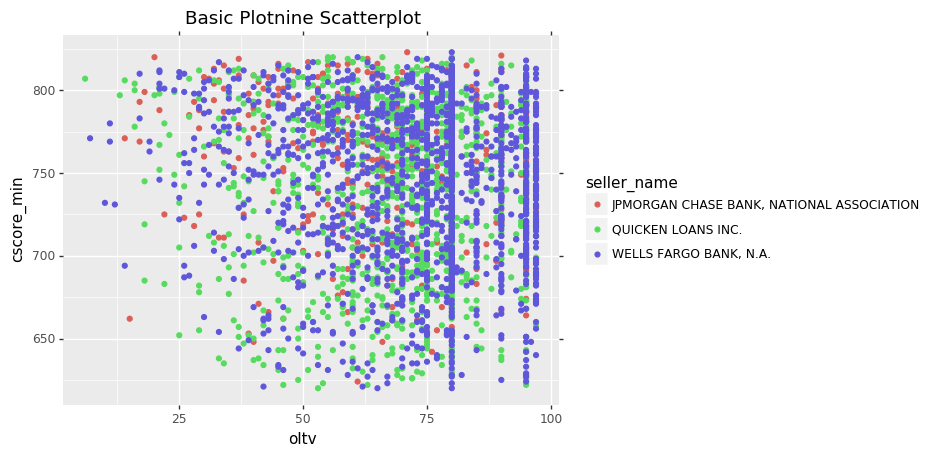 Basic Plotnine Scatterplot
800
750
700
650
cscore_min
25 50 75 100
oltv
seller_name
JPMORGAN CHASE BANK, NATIONAL ASSOCIATION
QUICKEN LOANS INC.
WELLS FARGO BANK, N.A.